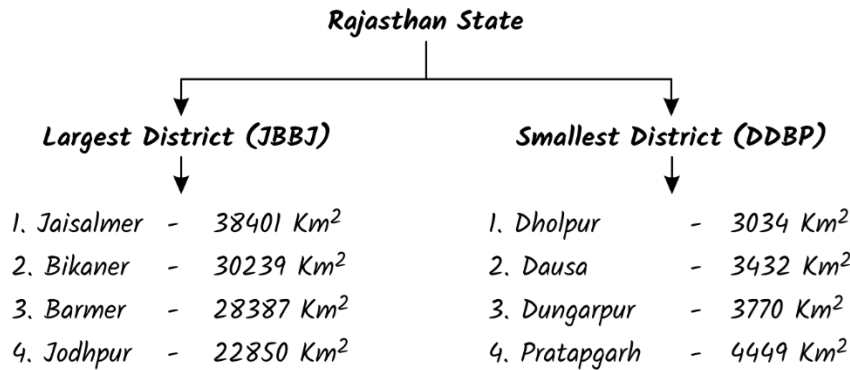 Rajasthan State
Largest District (JBBJ)
1. Jaisalmer - 38401 Km²
2. Bikaner - 30239 Km²
3. Barmer - 28387 Km²
4. Jodhpur - 22850 Km²
Smallest District (DDBP)
1. Dholpur - 3034 Km²
2. Dausa - 3432 Km²
3. Dungarpur - 3770 Km²
4. Pratapgarh - 4449 Km²